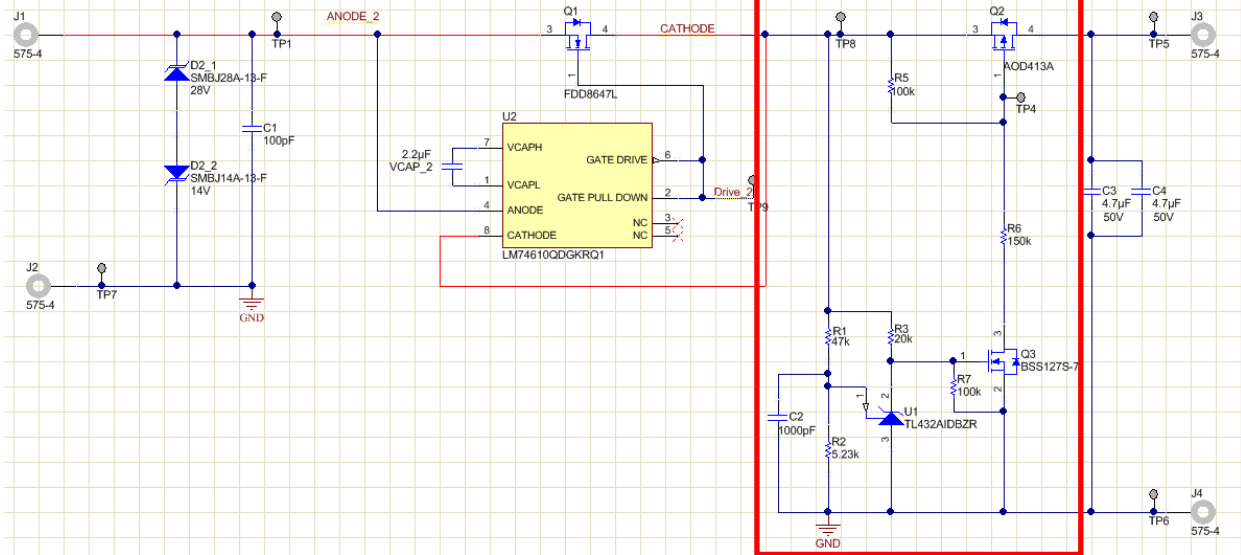 J1
575-4
TP1
ANODE_2
Q1
3
4
1
FDD8647L
CATHODE
TP8
Q2
3
4
1
AOD413A
TP4
TP5
J3
575-4
D2_1
SMBJ28A-13-F
28V
C1
100pF
D2_2
SMBJ14A-13-F
14V
R5
100k
U2
7
VCAPH
2.2µF
VCAP_2
1
VCAPL
4
ANODE
8
CATHODE
GATE DRIVE
6
GATE PULL DOWN
2
NC
3
NC
5
LM74610QDGKRQ1
Drive_2
TP9
C3
4.7µF
50V
C4
4.7µF
50V
R6
150k
J2
575-4
TP7
GND
R1
47k
R3
20k
3
1
Q3
BSS127S-7
2
R7
100k
C2
1000pF
1
2
U1
TL432AIDBZR
3
R2
5.23k
GND
TP6
J4
575-4